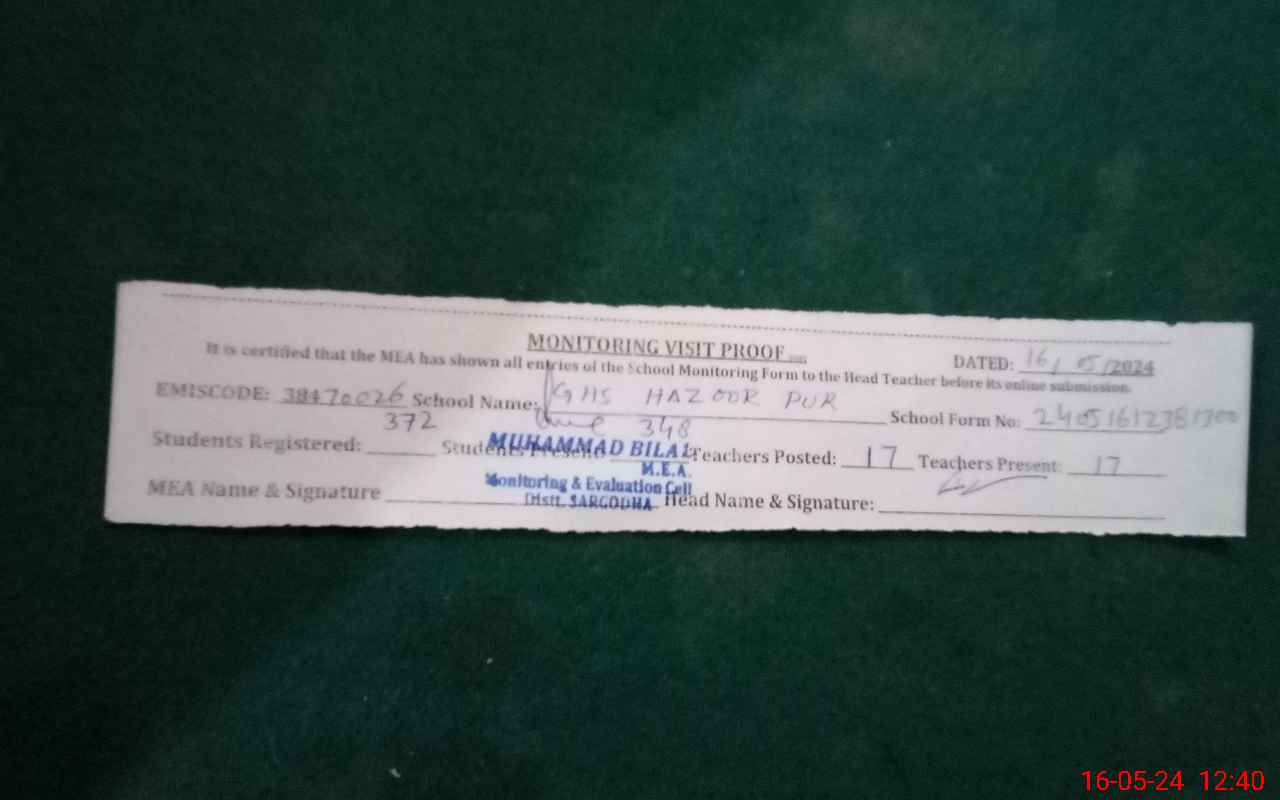 MONITORING VISIT PROOF
DATED: 16/05/2024
It is certified that the MEA has shown all entries of the School Monitoring Form to the Head Teacher before its online submission.
EMISCODE: 38470026 School Name: GHS HAZOOR PUR School Form No:
Students Registered: 372 Students Present: 348 Teachers Posted: 17 Teachers Present: 17
MUHAMMAD BILAL
M.E.A.
Monitoring & Evaluation Cell
Distt. SARGODHA
MEA Name & Signature Head Name & Signature:
16-05-24 12:40